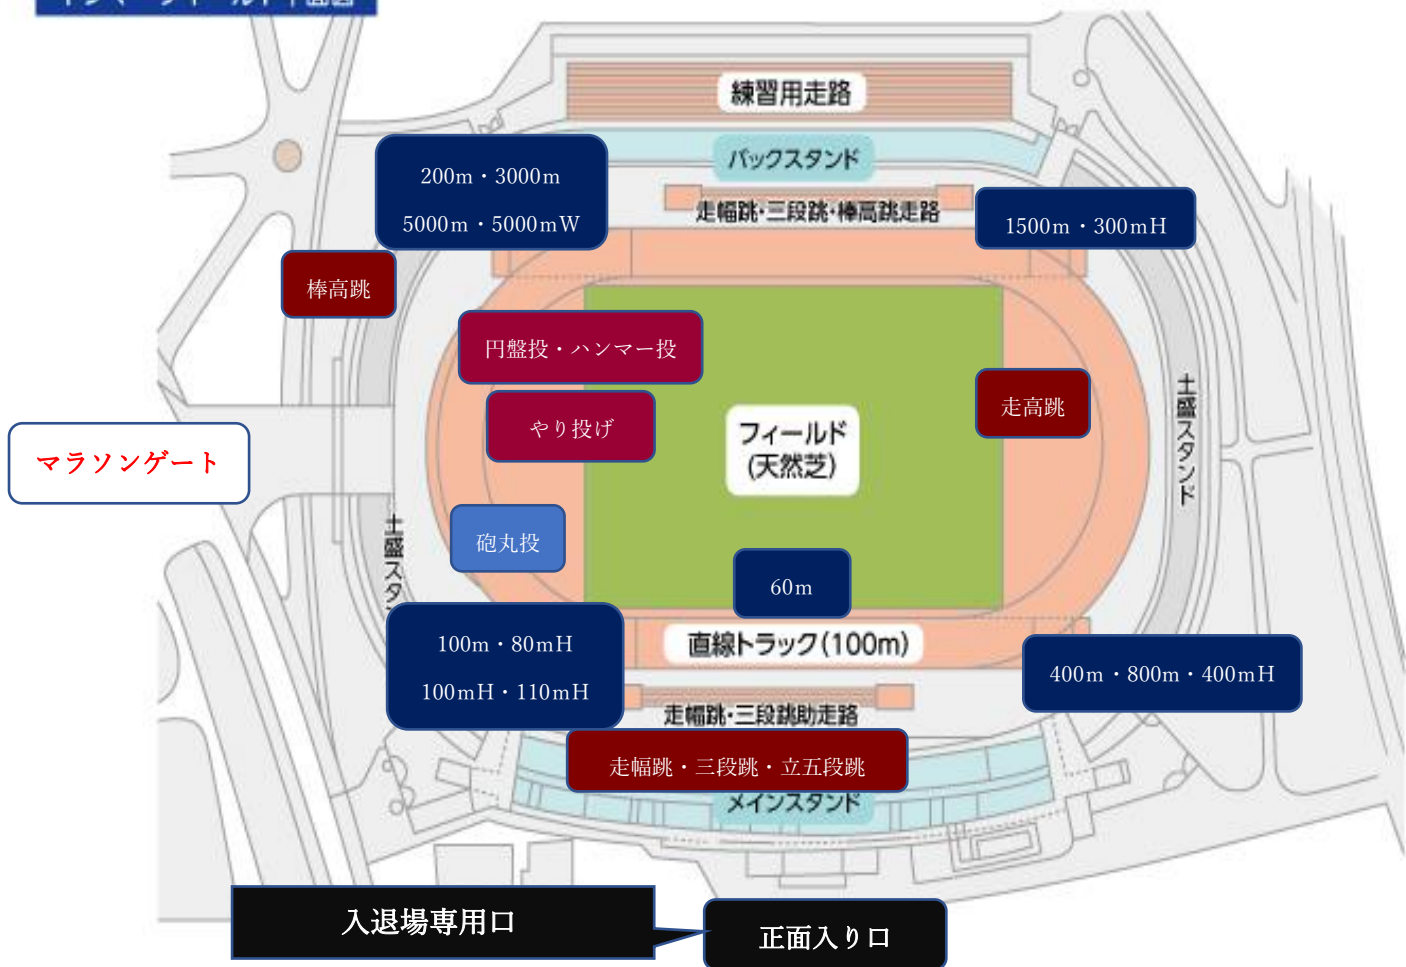 練習用走路
バックスタンド
200m・3000m
5000m・5000mW
走幅跳・三段跳・棒高跳走路
1500m・300mH
棒高跳
円盤投・ハンマー投
走高跳
やり投げ
フィールド
(天然芝)
土盛スタンド
マラソンゲート
砲丸投
土盛スタ
60m
100m・80mH
100mH・110mH
直線トラック(100m)
400m・800m・400mH
走幅跳・三段跳助走路
走幅跳・三段跳・立五段跳
メインスタンド
入退場専用口
正面入り口